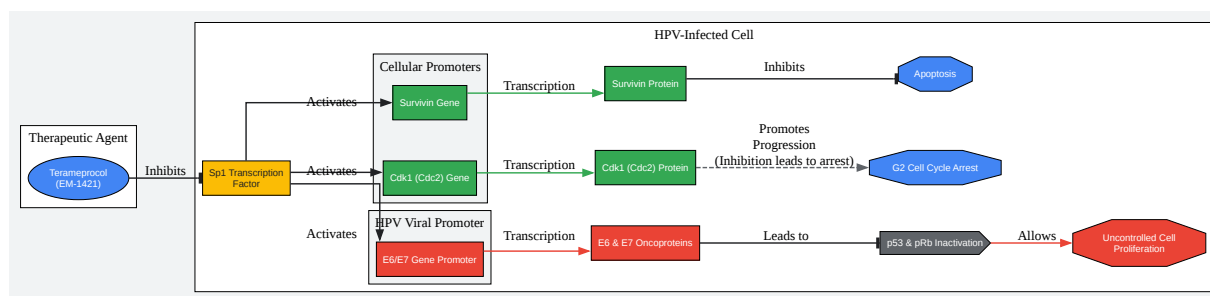 HPV-Infected Cell
Therapeutic Agent
Terameprocol
(EM-1421)
Inhibits
Sp1 Transcription
Factor
Activates
Activates
Activates
Cellular Promoters
Survivin Gene
Cdk1 (Cdc2) Gene
HPV Viral Promoter
E6/E7 Gene Promoter
Transcription
Transcription
Transcription
Survivin Protein
Cdk1 (Cdc2) Protein
E6 & E7 Oncoproteins
Inhibits
Promotes
Progression
(Inhibition leads to arrest)
Leads to
Apoptosis
G2 Cell Cycle Arrest
p53 & pRb Inactivation
Allows
Uncontrolled Cell
Proliferation